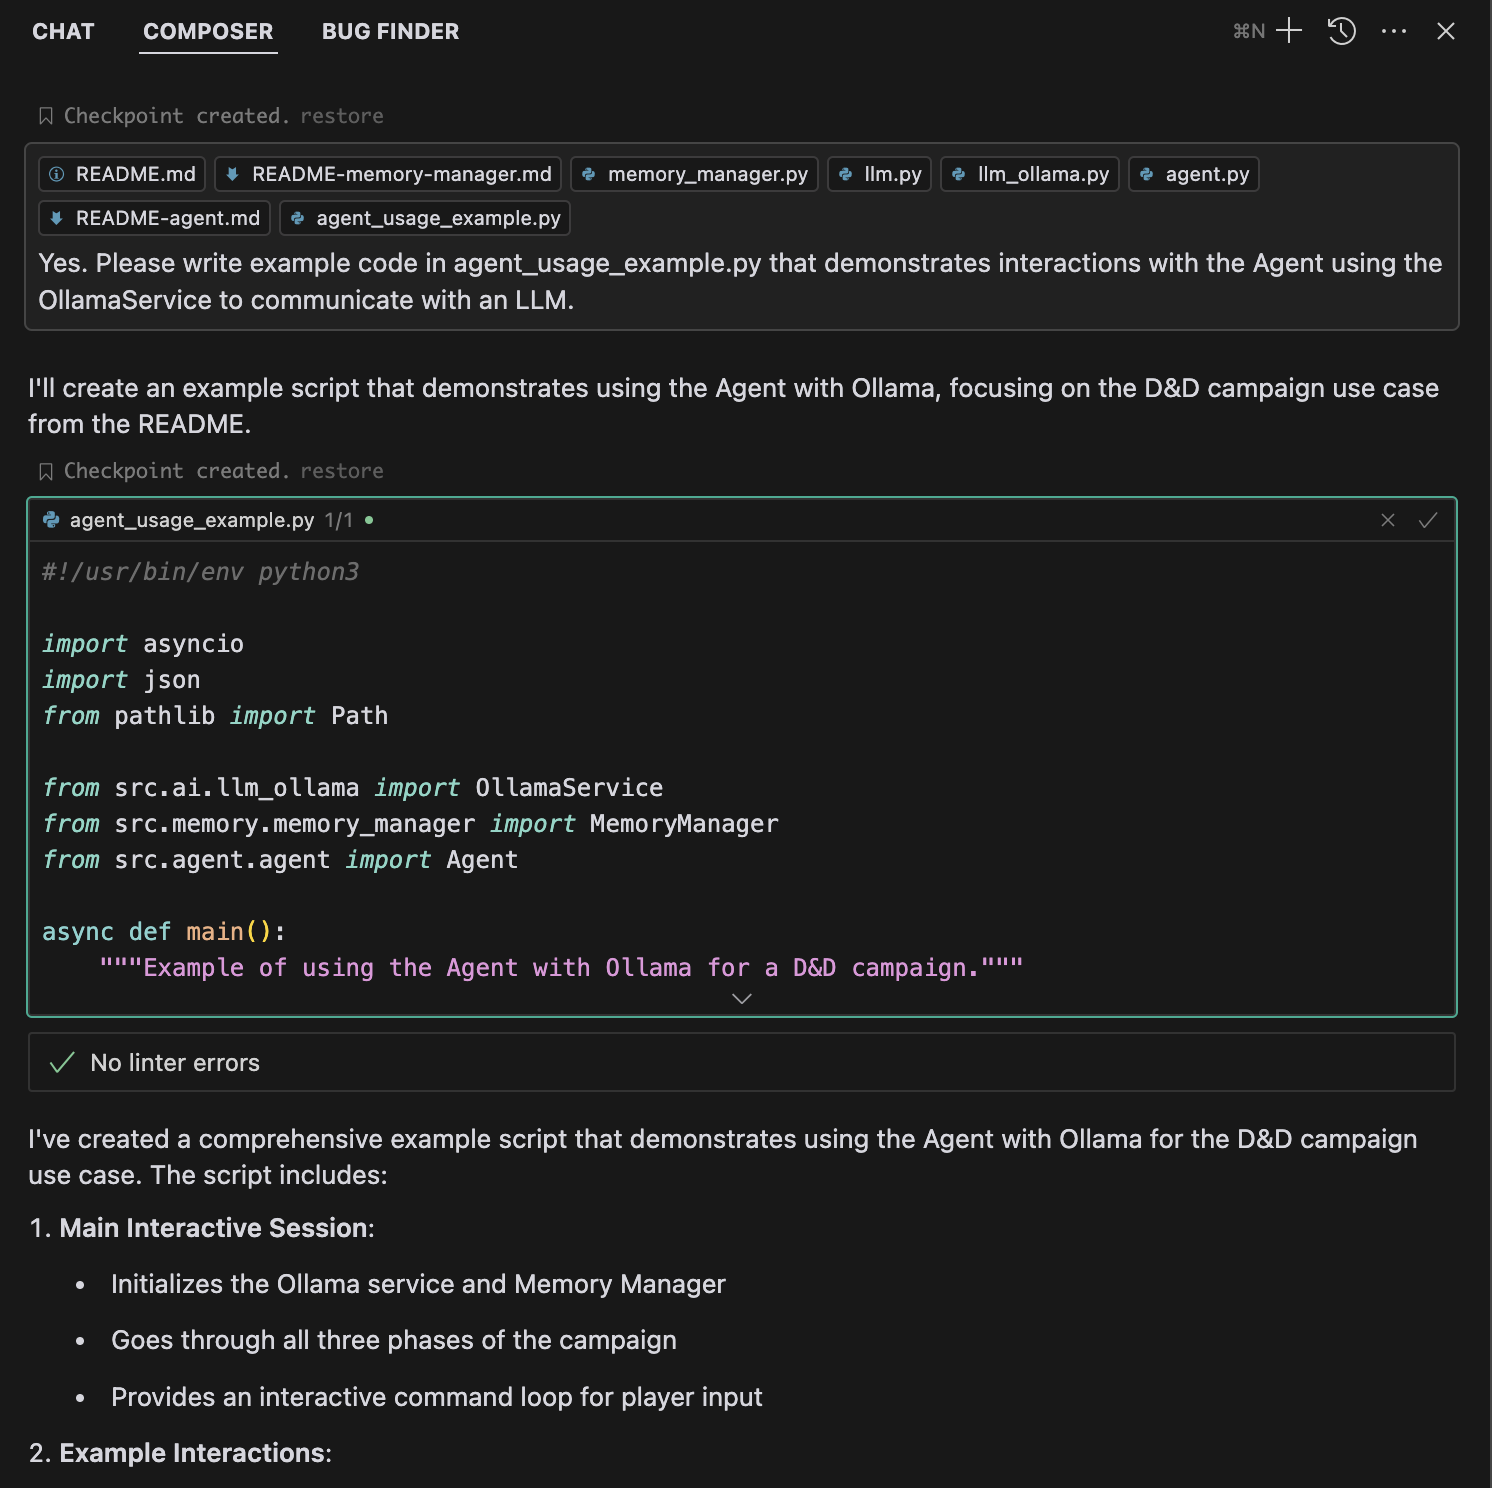 CHAT COMPOSER BUG FINDER ⌘N
Checkpoint created. restore
README.md README-memory-manager.md memory_manager.py llm.py llm_ollama.py agent.py
README-agent.md agent_usage_example.py
Yes. Please write example code in agent_usage_example.py that demonstrates interactions with the Agent using the
OllamaService to communicate with an LLM.
I'll create an example script that demonstrates using the Agent with Ollama, focusing on the D&D campaign use case
from the README.
Checkpoint created. restore
agent_usage_example.py 1/1
#!/usr/bin/env python3
import asyncio
import json
from pathlib import Path
from src.ai.llm_ollama import OllamaService
from src.memory.memory_manager import MemoryManager
from src.agent.agent import Agent
async def main():
    """Example of using the Agent with Ollama for a D&D campaign."""
No linter errors
I've created a comprehensive example script that demonstrates using the Agent with Ollama for the D&D campaign
use case. The script includes:
1. Main Interactive Session:
• Initializes the Ollama service and Memory Manager
• Goes through all three phases of the campaign
• Provides an interactive command loop for player input
2. Example Interactions: